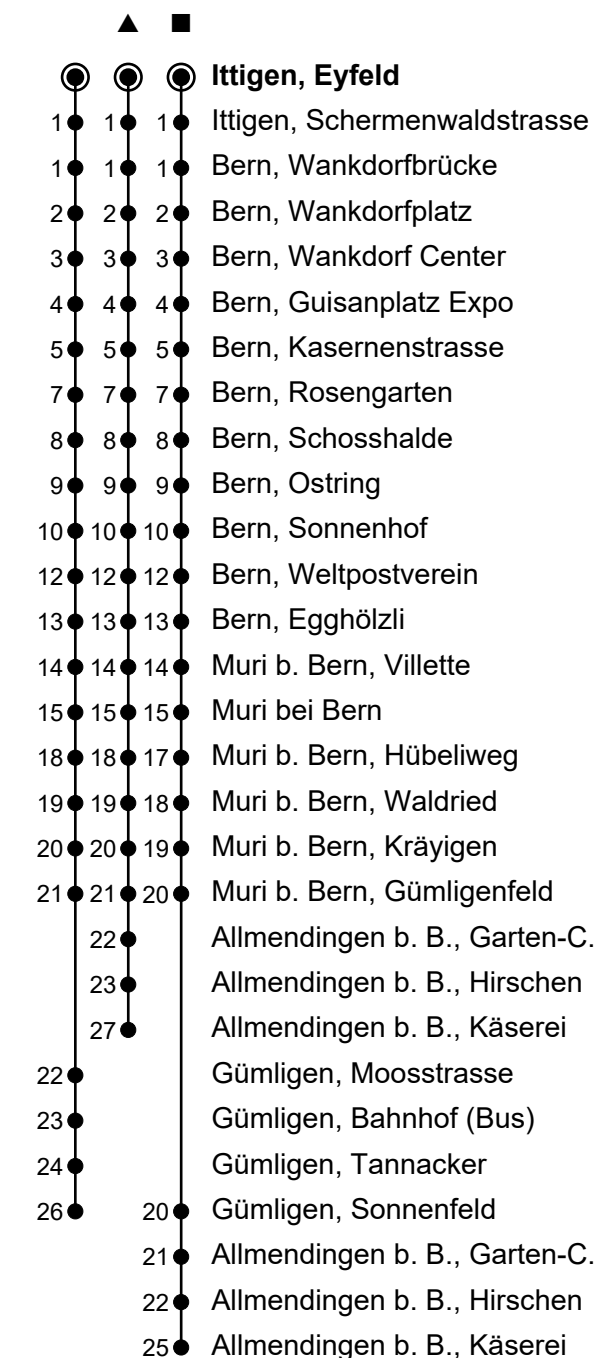 ▲ ■
Ittigen, Eyfeld
1 1 1 Ittigen, Schermenwaldstrasse
1 1 1 Bern, Wankdorfbrücke
2 2 2 Bern, Wankdorfplatz
3 3 3 Bern, Wankdorf Center
4 4 4 Bern, Guisanplatz Expo
5 5 5 Bern, Kasernenstrasse
7 7 7 Bern, Rosengarten
8 8 8 Bern, Schosshalde
9 9 9 Bern, Ostring
10 10 10 Bern, Sonnenhof
12 12 12 Bern, Weltpostverein
13 13 13 Bern, Egghölzli
14 14 14 Muri b. Bern, Villette
15 15 15 Muri bei Bern
18 18 17 Muri b. Bern, Hübeliweg
19 19 18 Muri b. Bern, Waldried
20 20 19 Muri b. Bern, Kräyigen
21 21 20 Muri b. Bern, Gümligenfeld
22 Allmendingen b. B., Garten-C.
23 Allmendingen b. B., Hirschen
27 Allmendingen b. B., Käserei
22 Gümligen, Moosstrasse
23 Gümligen, Bahnhof (Bus)
24 Gümligen, Tannacker
26 20 Gümligen, Sonnenfeld
21 Allmendingen b. B., Garten-C.
22 Allmendingen b. B., Hirschen
25 Allmendingen b. B., Käserei